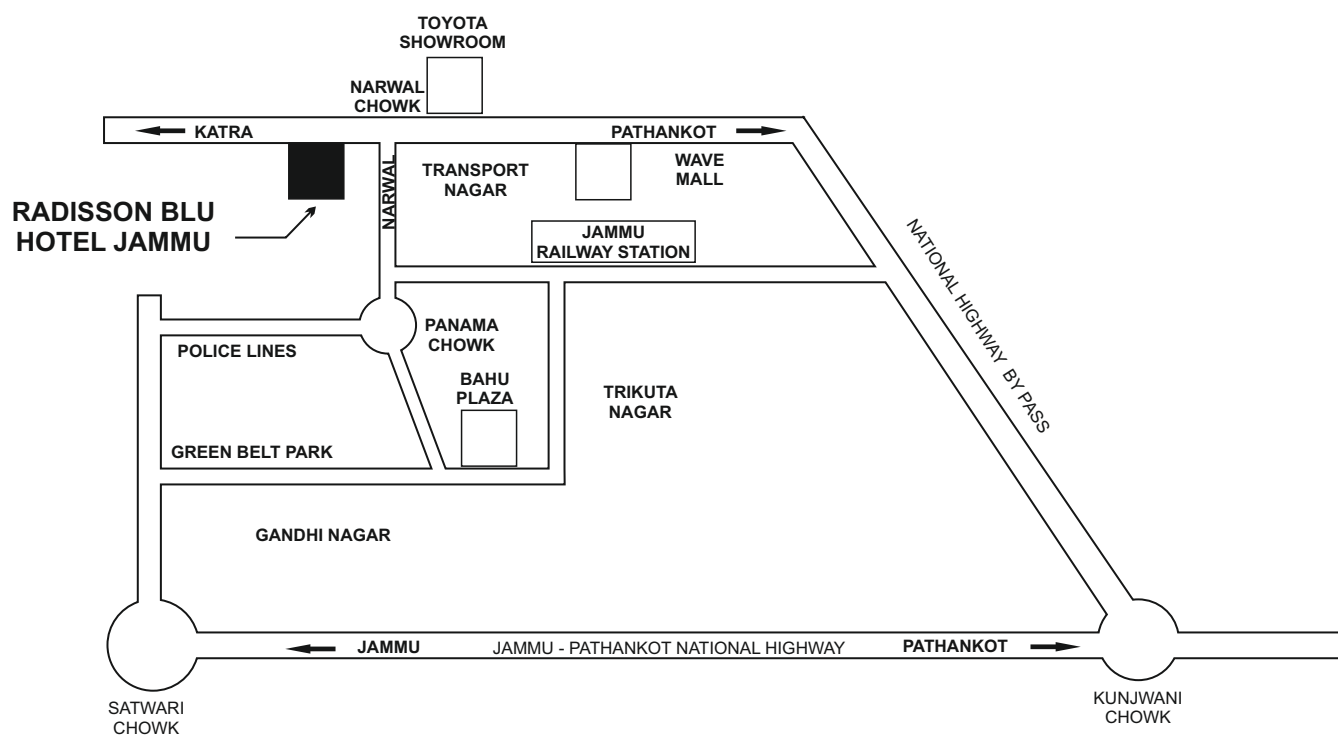 TOYOTA
SHOWROOM
NARWAL
CHOWK
KATRA
PATHANKOT
NARWAL
TRANSPORT
NAGAR
WAVE
MALL
RADISSON BLU
HOTEL JAMMU
JAMMU
RAILWAY STATION
NATIONAL HIGHWAY BY PASS
PANAMA
CHOWK
POLICE LINES
BAHU
PLAZA
TRIKUTA
NAGAR
GREEN BELT PARK
GANDHI NAGAR
JAMMU
JAMMU - PATHANKOT NATIONAL HIGHWAY
PATHANKOT
SATWARI
CHOWK
KUNJWANI
CHOWK